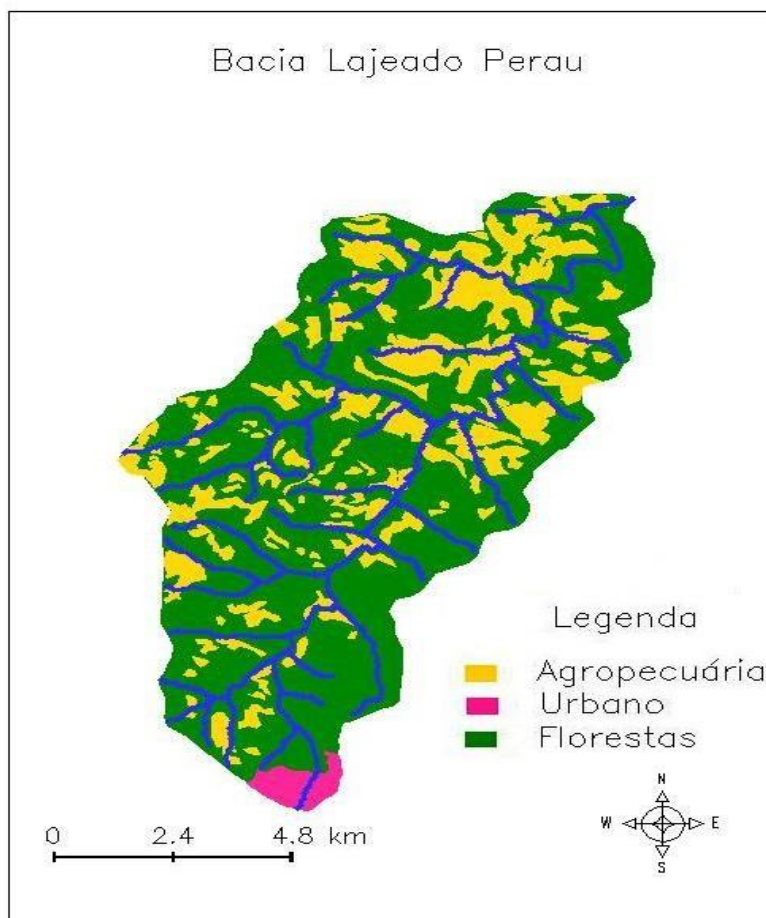 Bacia Lajeado Perau
Legenda
Agropecuária
Urbano
Florestas
0 2.4 4.8 km
N
W E
S